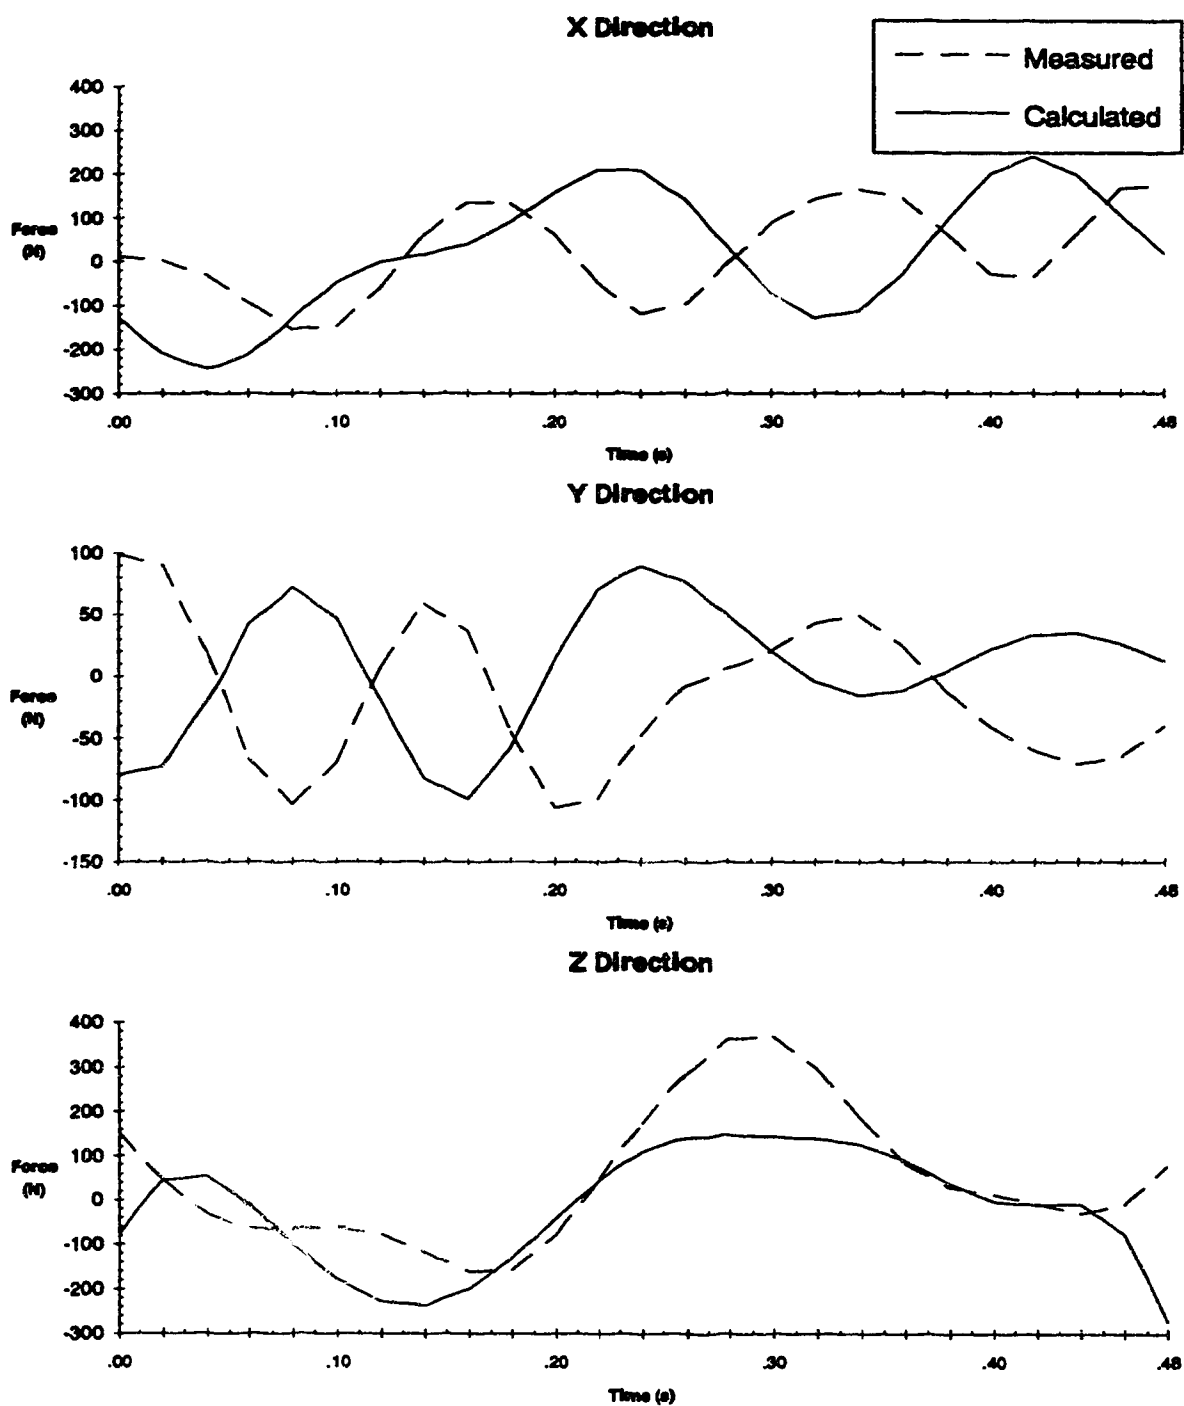 X Direction
Measured
Calculated
400
300
200
100
0
-100
-200
-300
Force
(N)
.00
.10
.20
.30
.40
.48
Time (s)
Y Direction
100
50
0
-50
-100
-150
Force
(N)
.00
.10
.20
.30
.40
.48
Time (s)
Z Direction
400
300
200
100
0
-100
-200
-300
Force
(N)
.00
.10
.20
.30
.40
.48
Time (s)